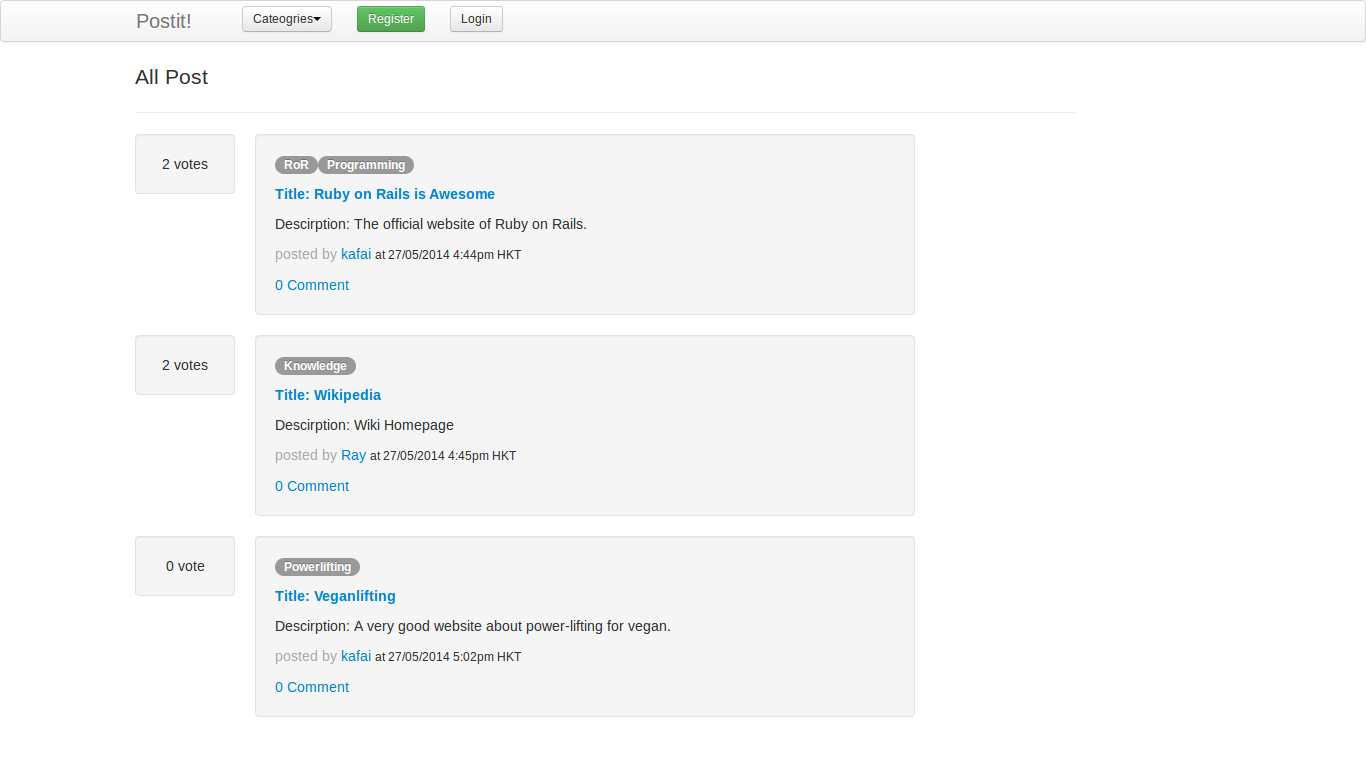 Postit! Cateogries Register Login
All Post
2 votes
RoR Programming
Title: Ruby on Rails is Awesome
Descirption: The official website of Ruby on Rails.
posted by kafai at 27/05/2014 4:44pm HKT
0 Comment
2 votes
Knowledge
Title: Wikipedia
Descirption: Wiki Homepage
posted by Ray at 27/05/2014 4:45pm HKT
0 Comment
0 vote
Powerlifting
Title: Veganlifting
Descirption: A very good website about power-lifting for vegan.
posted by kafai at 27/05/2014 5:02pm HKT
0 Comment